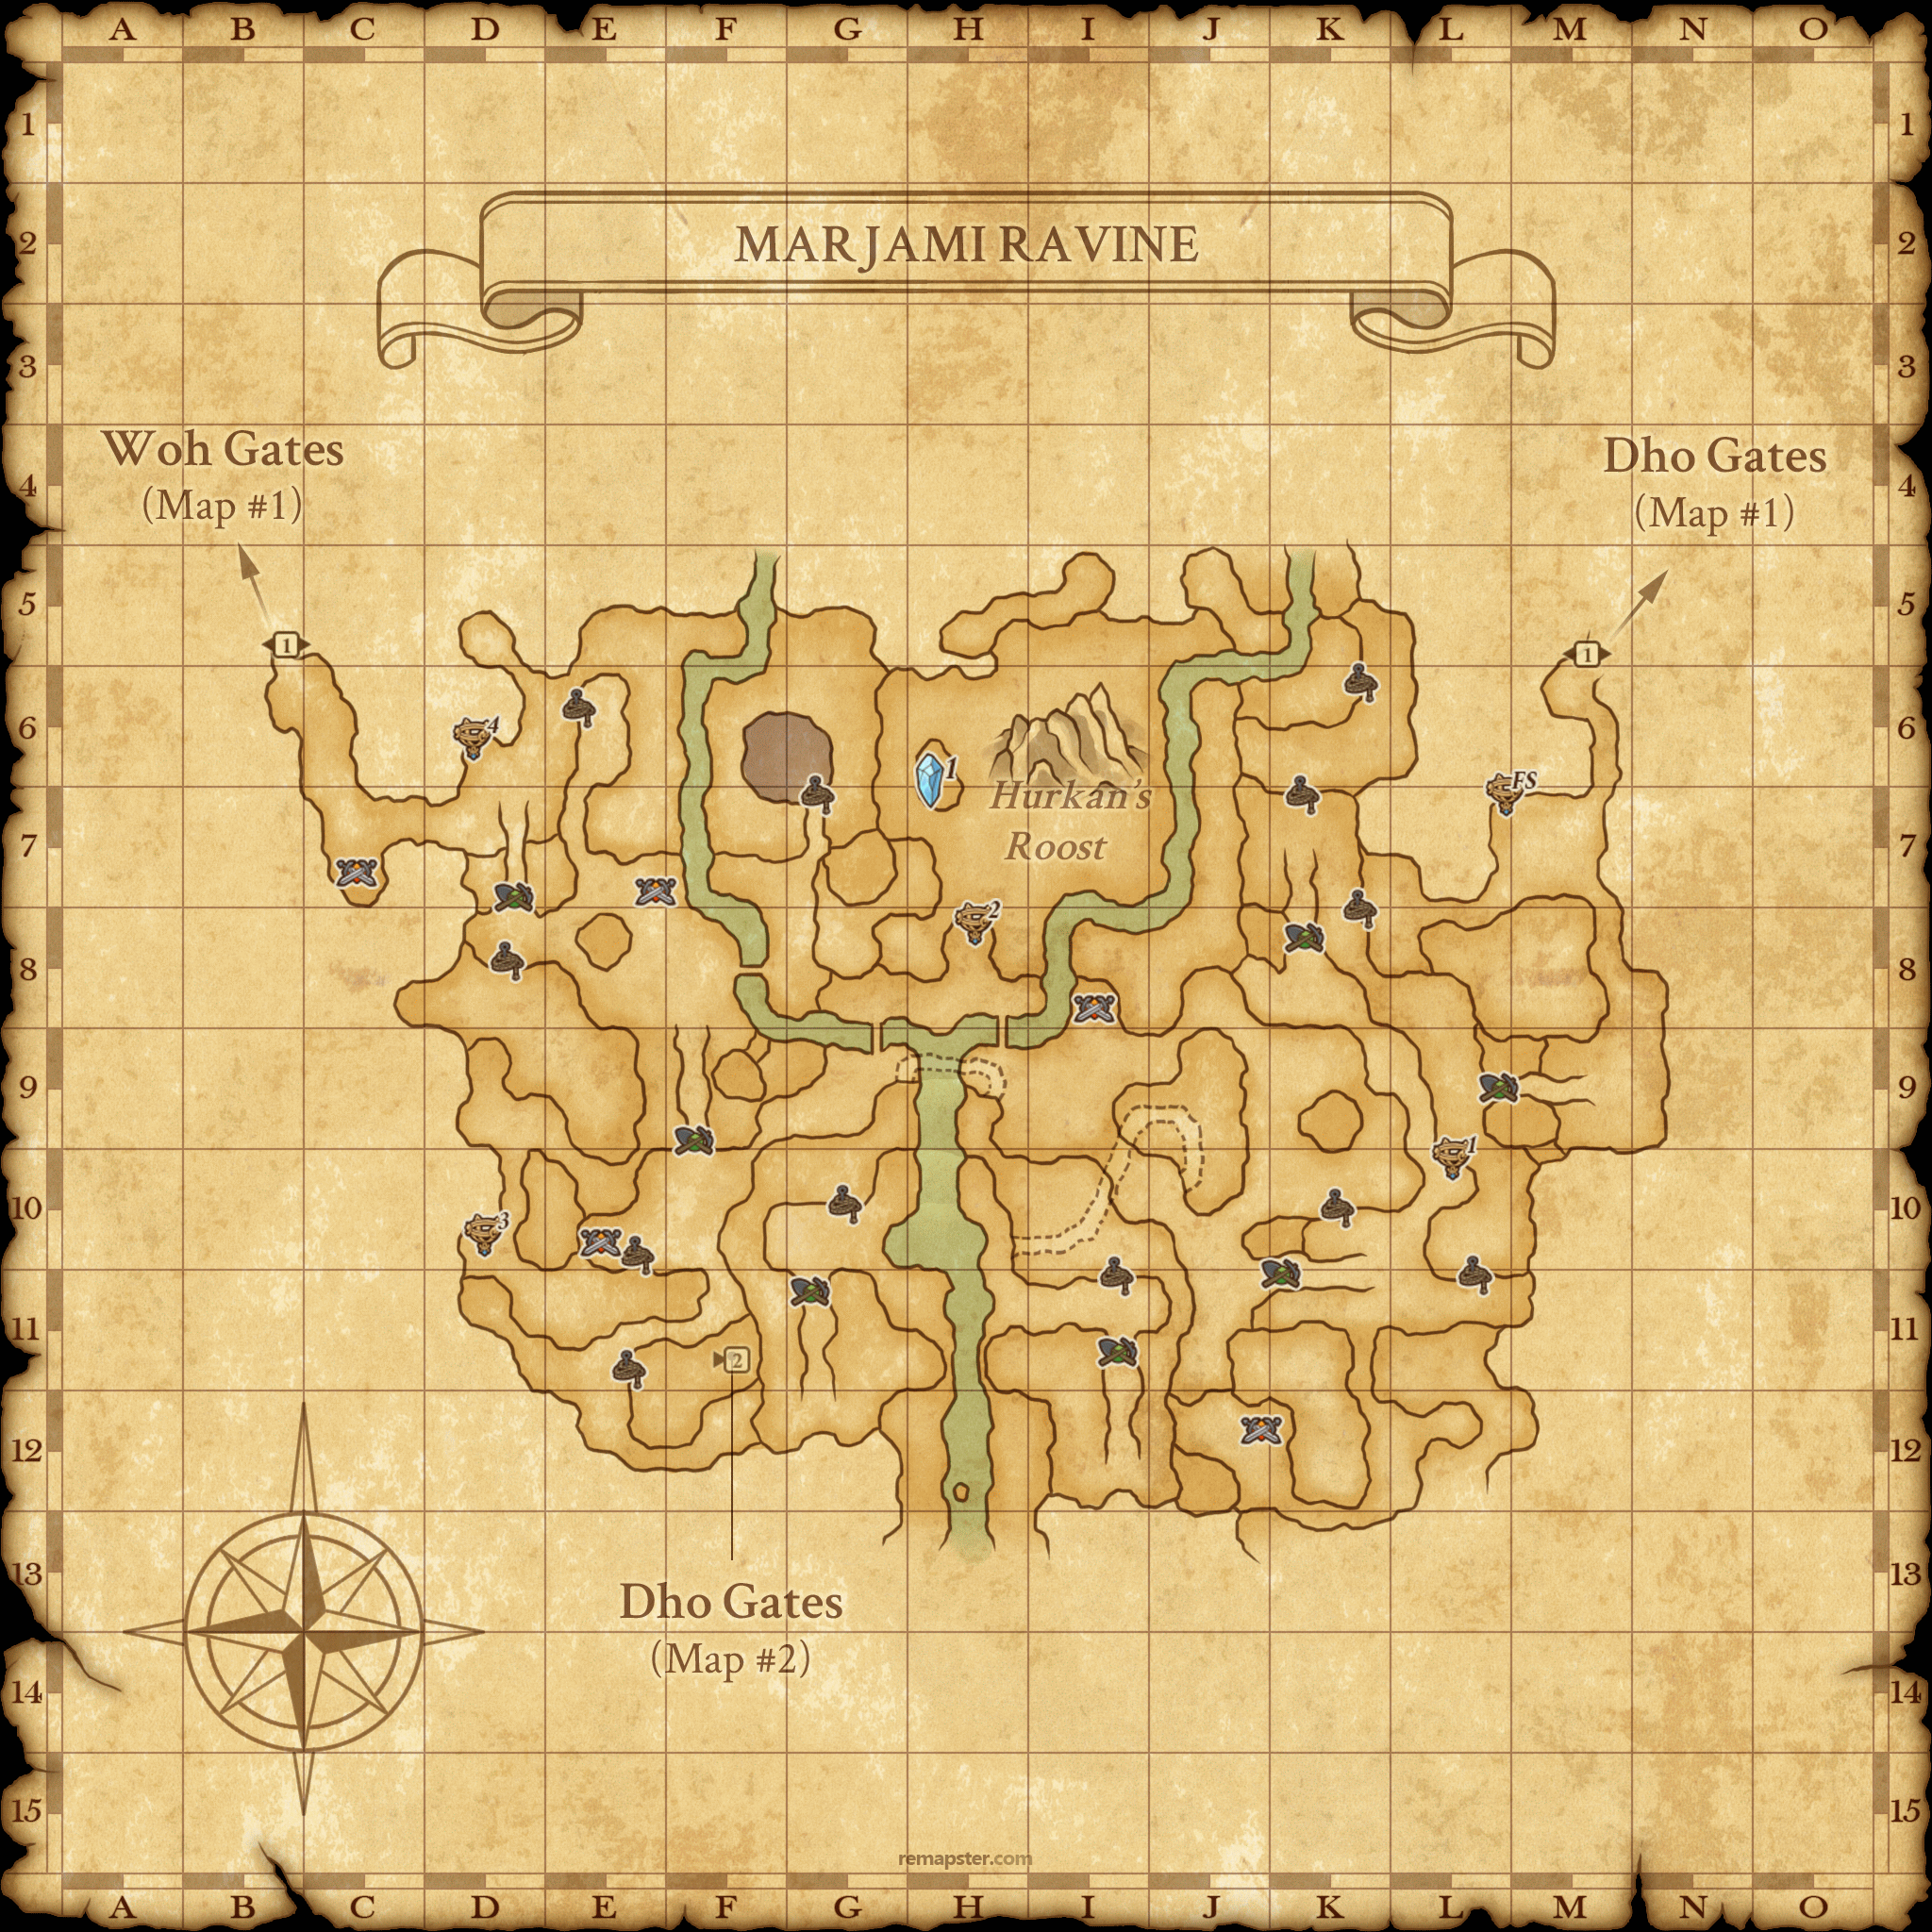 A B C D E F G H I J K L M N O
1 1
2 MARJAMI RAVINE 2
3 3
Woh Gates
(Map #1)
Dho Gates
(Map #1)
4 4
5 5
1
1
6 6
4
1
FS
Hurkan's
Roost
7 7
2
8 8
9 9
1
10 10
3
11 11
2
12 12
13 13
Dho Gates
(Map #2)
14 14
15 15
remapster.com
A B C D E F G H I J K L M N O